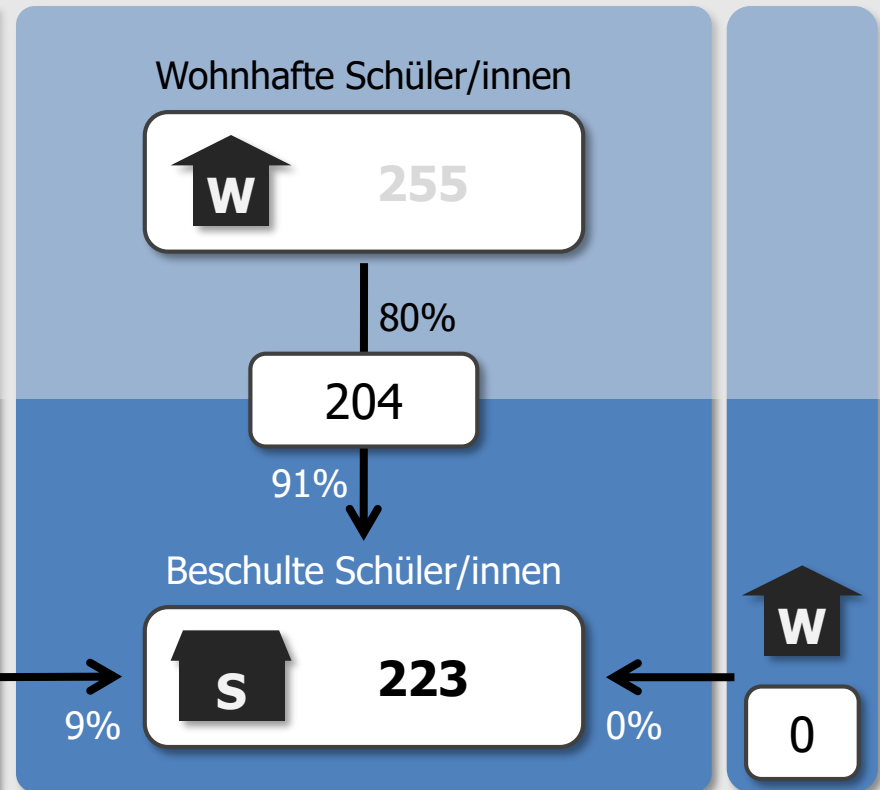 Wohnhafte Schüler/innen
W
255
80%
204
91%
Beschulte Schüler/innen
W
S
223
9%
0%
0